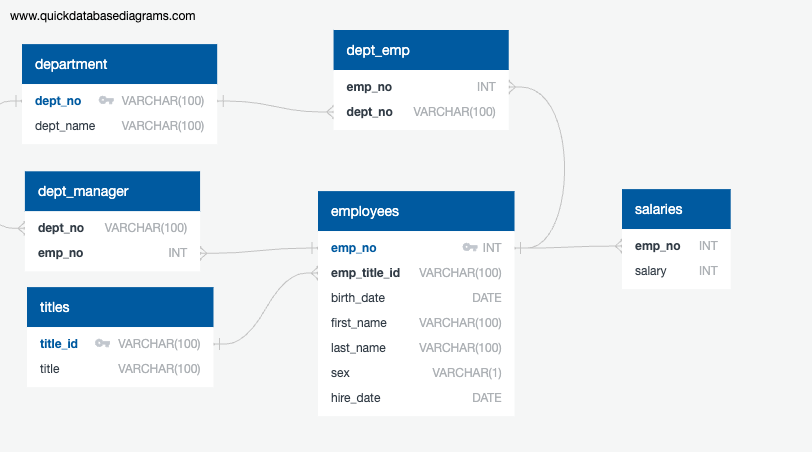 www.quickdatabasediagrams.com
department
dept_no VARCHAR(100)
dept_name VARCHAR(100)
dept_emp
emp_no INT
dept_no VARCHAR(100)
dept_manager
dept_no VARCHAR(100)
emp_no INT
employees
emp_no INT
emp_title_id VARCHAR(100)
birth_date DATE
first_name VARCHAR(100)
last_name VARCHAR(100)
sex VARCHAR(1)
hire_date DATE
salaries
emp_no INT
salary INT
titles
title_id VARCHAR(100)
title VARCHAR(100)